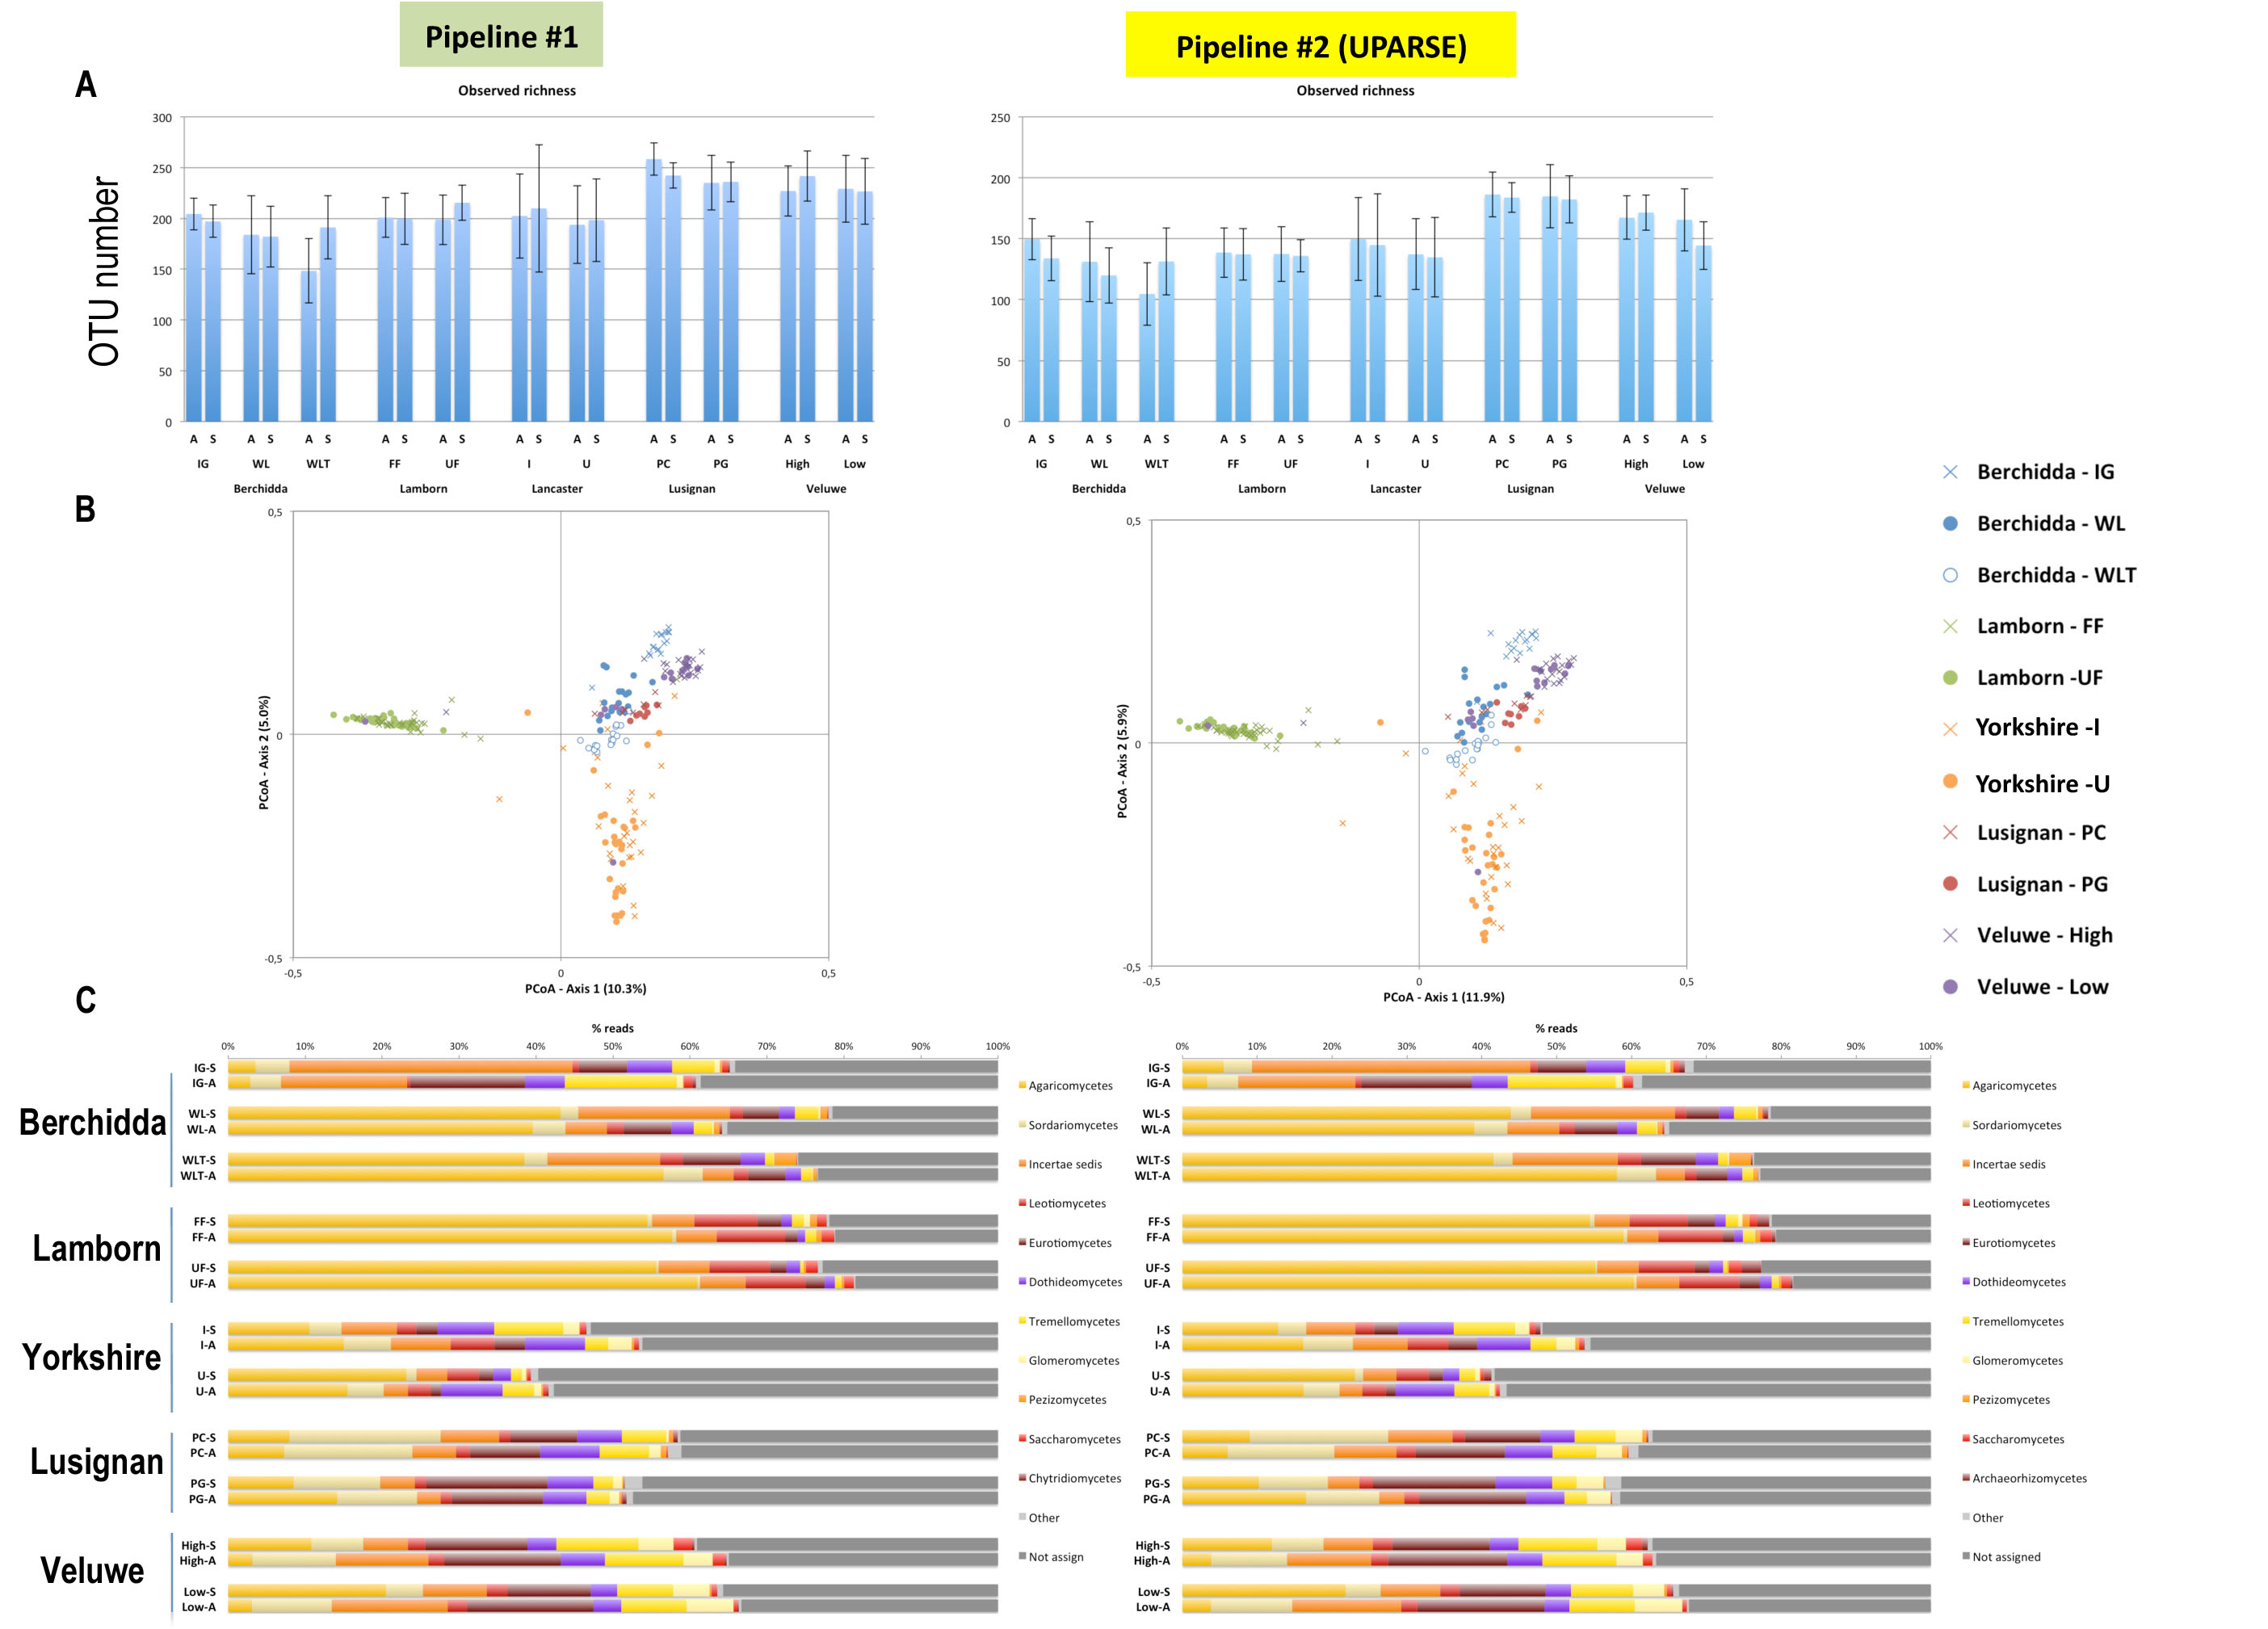 Pipeline #1
Pipeline #2 (UPARSE)
A
Observed richness
Observed richness
OTU number
300
250
200
150
100
50
0
A S A S A S A S A S A S A S A S A S A S A S
IG WL WLT FF UF I U PC PG High Low
Berchidda Lamborn Lancaster Lusignan Veluwe
250
200
150
100
50
0
A S A S A S A S A S A S A S A S A S A S A S
IG WL WLT FF UF I U PC PG High Low
Berchidda Lamborn Lancaster Lusignan Veluwe
B
0,5
0
-0,5
-0,5 0 0,5
PCoA - Axis 2 (5.0%)
PCoA - Axis 1 (10.3%)
0,5
0
-0,5
-0,5 0 0,5
PCoA - Axis 2 (5.9%)
PCoA - Axis 1 (11.9%)
Berchidda - IG
Berchidda - WL
Berchidda - WLT
Lamborn - FF
Lamborn -UF
Yorkshire -I
Yorkshire -U
Lusignan - PC
Lusignan - PG
Veluwe - High
Veluwe - Low
C
% reads
0% 10% 20% 30% 40% 50% 60% 70% 80% 90% 100%
Berchidda
Lamborn
Yorkshire
Lusignan
Veluwe
IG-S
IG-A
WL-S
WL-A
WLT-S
WLT-A
FF-S
FF-A
UF-S
UF-A
I-S
I-A
U-S
U-A
PC-S
PC-A
PG-S
PG-A
High-S
High-A
Low-S
Low-A
Agaricomycetes
Sordariomycetes
Incertae sedis
Leotiomycetes
Eurotiomycetes
Dothideomycetes
Tremellomycetes
Glomeromycetes
Pezizomycetes
Saccharomycetes
Chytridiomycetes
Other
Not assign
% reads
0% 10% 20% 30% 40% 50% 60% 70% 80% 90% 100%
IG-S
IG-A
WL-S
WL-A
WLT-S
WLT-A
FF-S
FF-A
UF-S
UF-A
I-S
I-A
U-S
U-A
PC-S
PC-A
PG-S
PG-A
High-S
High-A
Low-S
Low-A
Agaricomycetes
Sordariomycetes
Incertae sedis
Leotiomycetes
Eurotiomycetes
Dothideomycetes
Tremellomycetes
Glomeromycetes
Pezizomycetes
Saccharomycetes
Archaeorhizomycetes
Other
Not assigned